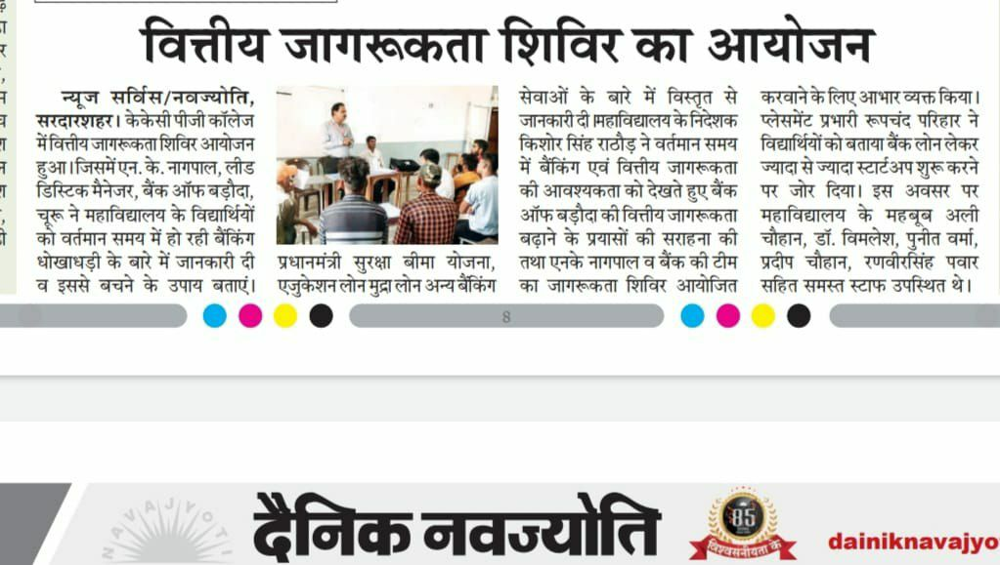 वित्तीय जागरूकता शिविर का आयोजन
न्यूज सर्विस/नवज्योति,
सरदारशहर। केकेसी पीजी कॉलेज
में वित्तीय जागरूकता शिविर आयोजन
हुआ। जिसमें एन. के. नागपाल, लीड
डिस्टिक मैनेजर, बैंक ऑफ बड़ौदा,
चूरू ने महाविद्यालय के विद्यार्थियों
को वर्तमान समय में हो रही बैंकिंग
धोखाधड़ी के बारे में जानकारी दी
व इससे बचने के उपाय बताएं।
प्रधानमंत्री सुरक्षा बीमा योजना,
एजुकेशन लोन मुद्रा लोन अन्य बैंकिंग
सेवाओं के बारे में विस्तृत से
जानकारी दी।महाविद्यालय के निदेशक
किशोर सिंह राठौड़ ने वर्तमान समय
में बैंकिंग एवं वित्तीय जागरूकता
की आवश्यकता को देखते हुए बैंक
ऑफ बड़ौदा की वित्तीय जागरूकता
बढ़ाने के प्रयासों की सराहना की
तथा एनके नागपाल व बैंक की टीम
का जागरूकता शिविर आयोजित
करवाने के लिए आभार व्यक्त किया।
प्लेसमेंट प्रभारी रूपचंद परिहार ने
विद्यार्थियों को बताया बैंक लोन लेकर
ज्यादा से ज्यादा स्टार्टअप शुरू करने
पर जोर दिया। इस अवसर पर
महाविद्यालय के महबूब अली
चौहान, डॉ. विमलेश, पुनीत वर्मा,
प्रदीप चौहान, रणवीरसिंह पवार
सहित समस्त स्टाफ उपस्थित थे।
8
NAVAJYOTI
दैनिक नवज्योति
85
विश्वसनीयता के
dainiknavajyo